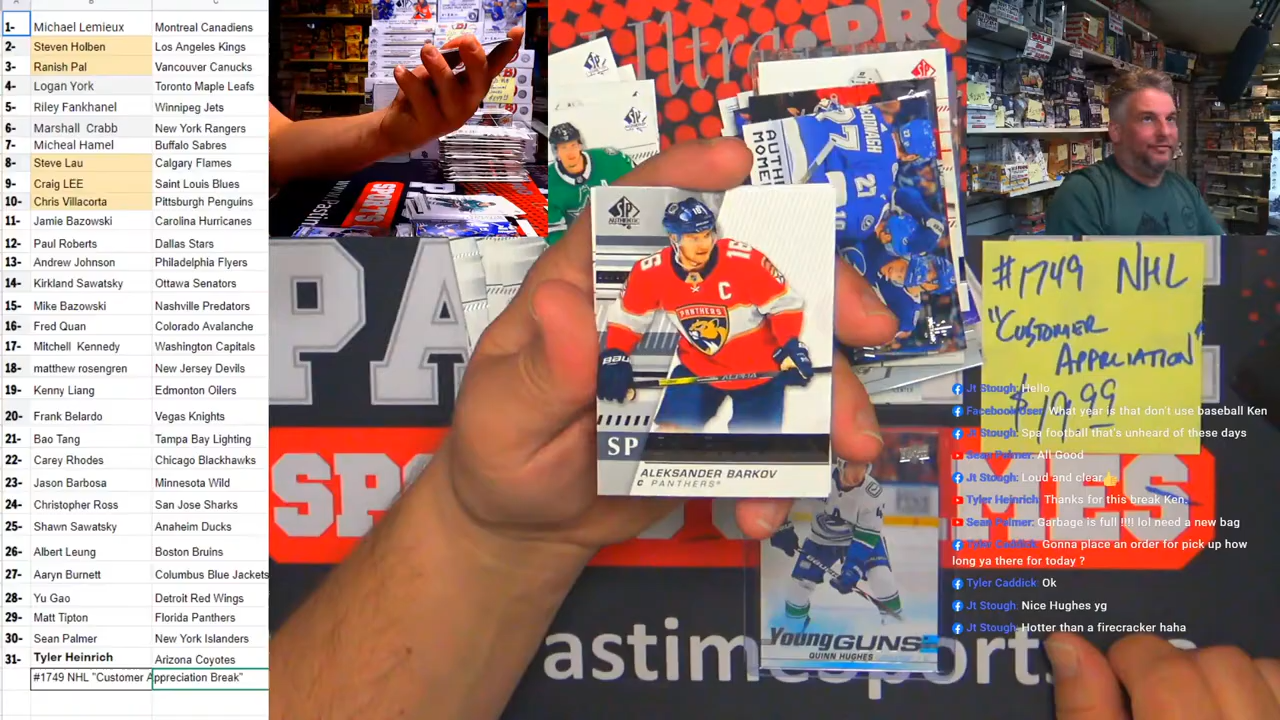 1- Michael Lemieux Montreal Canadiens
2- Steven Holben Los Angeles Kings
3- Ranish Pal Vancouver Canucks
4- Logan York Toronto Maple Leafs
5- Riley Fankhanel Winnipeg Jets
6- Marshall Crabb New York Rangers
7- Micheal Hamel Buffalo Sabres
8- Steve Lau Calgary Flames
9- Craig LEE Saint Louis Blues
10- Chris Villacorta Pittsburgh Penguins
11- Jamie Bazowski Carolina Hurricanes
12- Paul Roberts Dallas Stars
13- Andrew Johnson Philadelphia Flyers
14- Kirkland Sawatsky Ottawa Senators
15- Mike Bazowski Nashville Predators
16- Fred Quan Colorado Avalanche
17- Mitchell Kennedy Washington Capitals
18- matthew rosengren New Jersey Devils
19- Kenny Liang Edmonton Oilers
20- Frank Belardo Vegas Knights
21- Bao Tang Tampa Bay Lighting
22- Carey Rhodes Chicago Blackhawks
23- Jason Barbosa Minnesota Wild
24- Christopher Ross San Jose Sharks
25- Shawn Sawatsky Anaheim Ducks
26- Albert Leung Boston Bruins
27- Aaryn Burnett Columbus Blue Jackets
28- Yu Gao Detroit Red Wings
29- Matt Tipton Florida Panthers
30- Sean Palmer New York Islanders
31- Tyler Heinrich Arizona Coyotes
#1749 NHL "Customer Appreciation Break"
SP
AUTHENTIC
16
C
PANTHERS
ALPHA
SP
ALEKSANDER BARKOV
C PANTHERS
27
21
Young GUNS
QUINN HUGHES
PA
SPO
MES
astimesports
#1749 NHL
"CUSTOMER
APPRCIATION"
$19.99
Jt Stough: Hello
Facebook User: What year is that don't use baseball Ken
Jt Stough: Spa football that's unheard of these days
Sean Palmer: All Good
Jt Stough: Loud and clear👍
Tyler Heinrich: Thanks for this break Ken.
Sean Palmer: Garbage is full !!!! lol need a new bag
Tyler Caddick: Gonna place an order for pick up how
long ya there for today ?
Tyler Caddick: Ok
Jt Stough: Nice Hughes yg
Jt Stough: Hotter than a firecracker haha